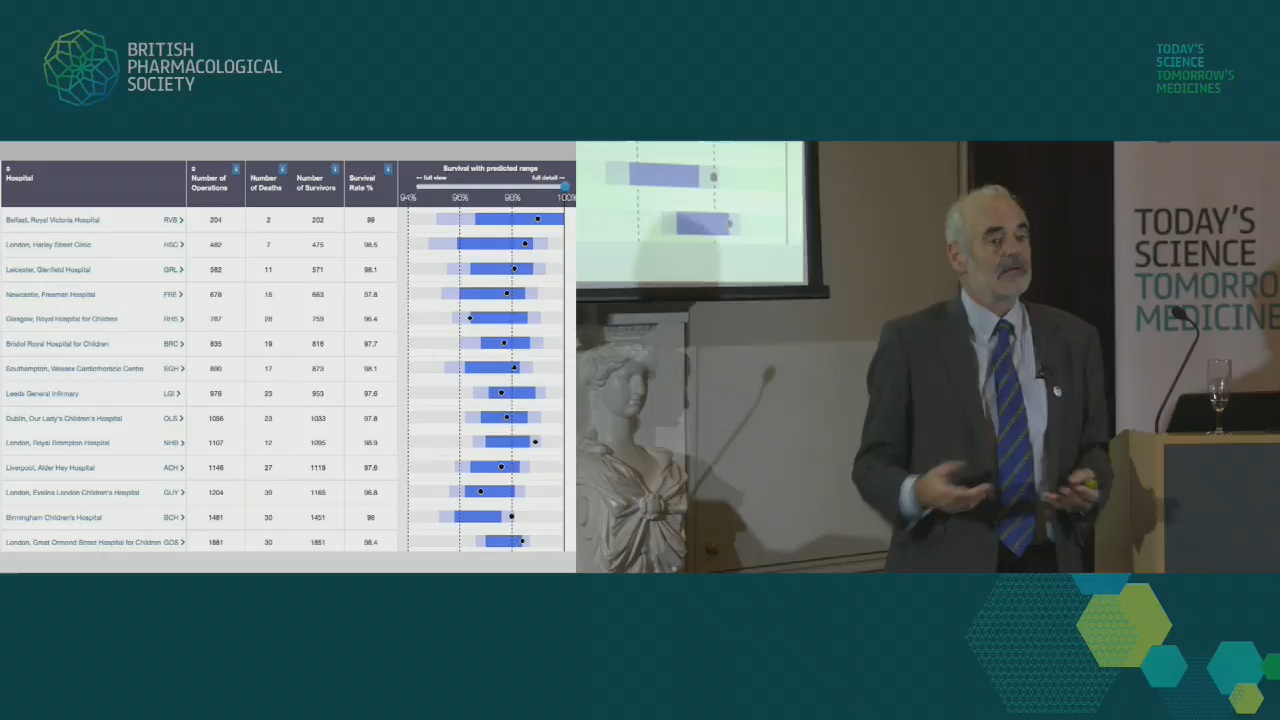 BRITISH
PHARMACOLOGICAL
SOCIETY
TODAY'S
SCIENCE
TOMORROW'S
MEDICINES
Hospital
Number of
Operations
Number
of Deaths
Number
of Survivors
Survival
Rate %
Survival with predicted range
← full view full detail →
94% 96% 98% 100%
Belfast, Royal Victoria Hospital RVB 204 2 202 99
London, Harley Street Clinic HSC 482 7 475 98.5
Leicester, Glenfield Hospital GRL 582 11 571 98.1
Newcastle, Freeman Hospital FRE 678 15 663 97.8
Glasgow, Royal Hospital for Children RHS 787 28 759 96.4
Bristol Royal Hospital for Children BRC 835 19 816 97.7
Southampton, Wessex Cardiothoracic Centre SGH 890 17 873 98.1
Leeds General Infirmary LGI 976 23 953 97.6
Dublin, Our Lady's Children's Hospital OLS 1056 23 1033 97.8
London, Royal Brompton Hospital NHB 1107 12 1095 98.9
Liverpool, Alder Hey Hospital ACH 1146 27 1119 97.6
London, Evelina London Children's Hospital GUY 1204 39 1165 96.8
Birmingham Children's Hospital BCH 1481 30 1451 98
London, Great Ormond Street Hospital for Children GOS 1881 30 1851 98.4
TODAY'S
SCIENCE
TOMORRO
MEDICINE